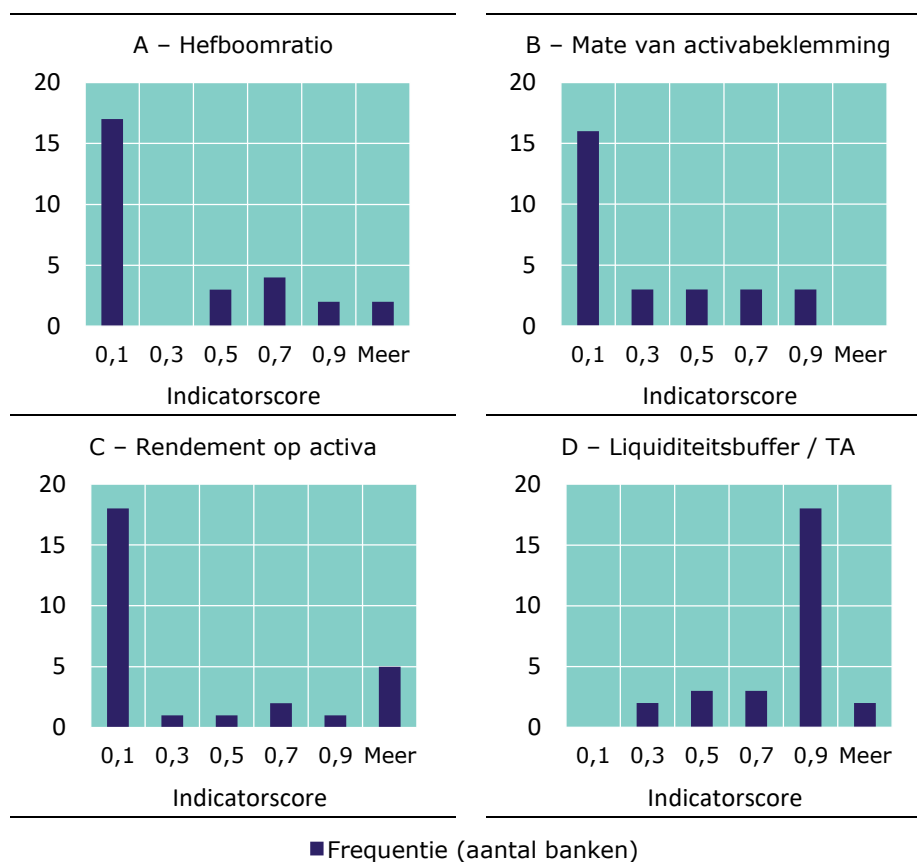 A – Hefboomratio
20
15
10
5
0
0,1 0,3 0,5 0,7 0,9 Meer
Indicatorscore
B – Mate van activabeklemming
20
15
10
5
0
0,1 0,3 0,5 0,7 0,9 Meer
Indicatorscore
C – Rendement op activa
20
15
10
5
0
0,1 0,3 0,5 0,7 0,9 Meer
Indicatorscore
D – Liquiditeitsbuffer / TA
20
15
10
5
0
0,1 0,3 0,5 0,7 0,9 Meer
Indicatorscore
Frequentie (aantal banken)